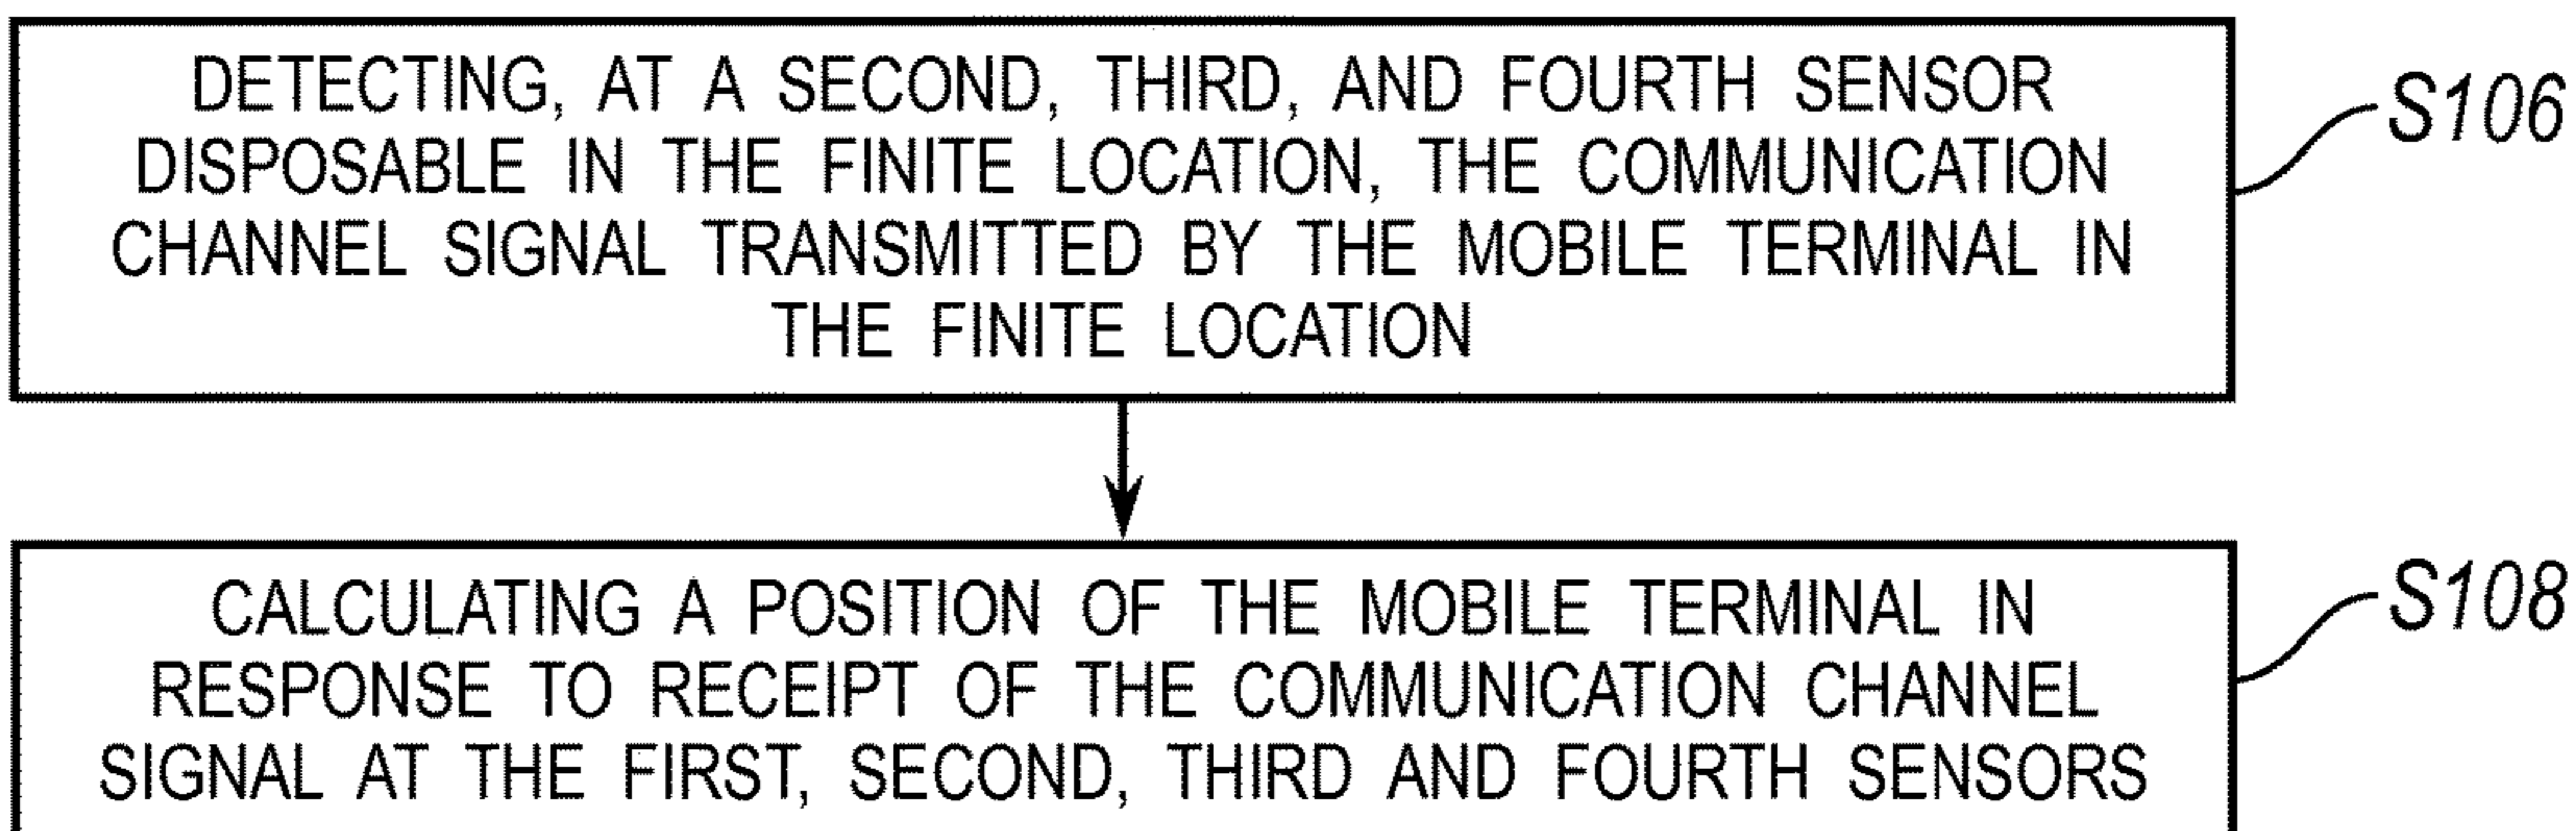 DETECTING, AT A SECOND, THIRD, AND FOURTH SENSOR
DISPOSABLE IN THE FINITE LOCATION, THE COMMUNICATION
CHANNEL SIGNAL TRANSMITTED BY THE MOBILE TERMINAL IN
THE FINITE LOCATION
S106
CALCULATING A POSITION OF THE MOBILE TERMINAL IN
RESPONSE TO RECEIPT OF THE COMMUNICATION CHANNEL
SIGNAL AT THE FIRST, SECOND, THIRD AND FOURTH SENSORS
S108